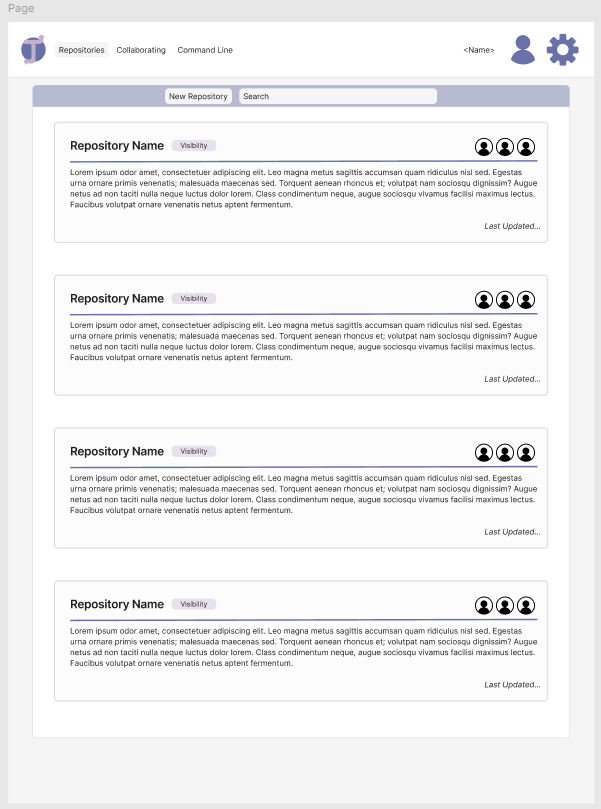 Page
Repositories Collaborating Command Line <Name>
New Repository Search
Repository Name Visibility
Lorem ipsum odor amet, consectetuer adipiscing elit. Leo magna metus sagittis accumsan quam ridiculus nisl sed. Egestas
urna ornare primis venenatis; malesuada maecenas sed. Torquent aenean rhoncus et; volutpat nam sociosqu dignissim? Augue
netus ad non taciti nulla neque luctus dolor lorem. Class condimentum neque, augue sociosqu vivamus facilisi maximus lectus.
Faucibus volutpat ornare venenatis netus aptent fermentum.
Last Updated...
Repository Name Visibility
Lorem ipsum odor amet, consectetuer adipiscing elit. Leo magna metus sagittis accumsan quam ridiculus nisl sed. Egestas
urna ornare primis venenatis; malesuada maecenas sed. Torquent aenean rhoncus et; volutpat nam sociosqu dignissim? Augue
netus ad non taciti nulla neque luctus dolor lorem. Class condimentum neque, augue sociosqu vivamus facilisi maximus lectus.
Faucibus volutpat ornare venenatis netus aptent fermentum.
Last Updated...
Repository Name Visibility
Lorem ipsum odor amet, consectetuer adipiscing elit. Leo magna metus sagittis accumsan quam ridiculus nisl sed. Egestas
urna ornare primis venenatis; malesuada maecenas sed. Torquent aenean rhoncus et; volutpat nam sociosqu dignissim? Augue
netus ad non taciti nulla neque luctus dolor lorem. Class condimentum neque, augue sociosqu vivamus facilisi maximus lectus.
Faucibus volutpat ornare venenatis netus aptent fermentum.
Last Updated...
Repository Name Visibility
Lorem ipsum odor amet, consectetuer adipiscing elit. Leo magna metus sagittis accumsan quam ridiculus nisl sed. Egestas
urna ornare primis venenatis; malesuada maecenas sed. Torquent aenean rhoncus et; volutpat nam sociosqu dignissim? Augue
netus ad non taciti nulla neque luctus dolor lorem. Class condimentum neque, augue sociosqu vivamus facilisi maximus lectus.
Faucibus volutpat ornare venenatis netus aptent fermentum.
Last Updated...